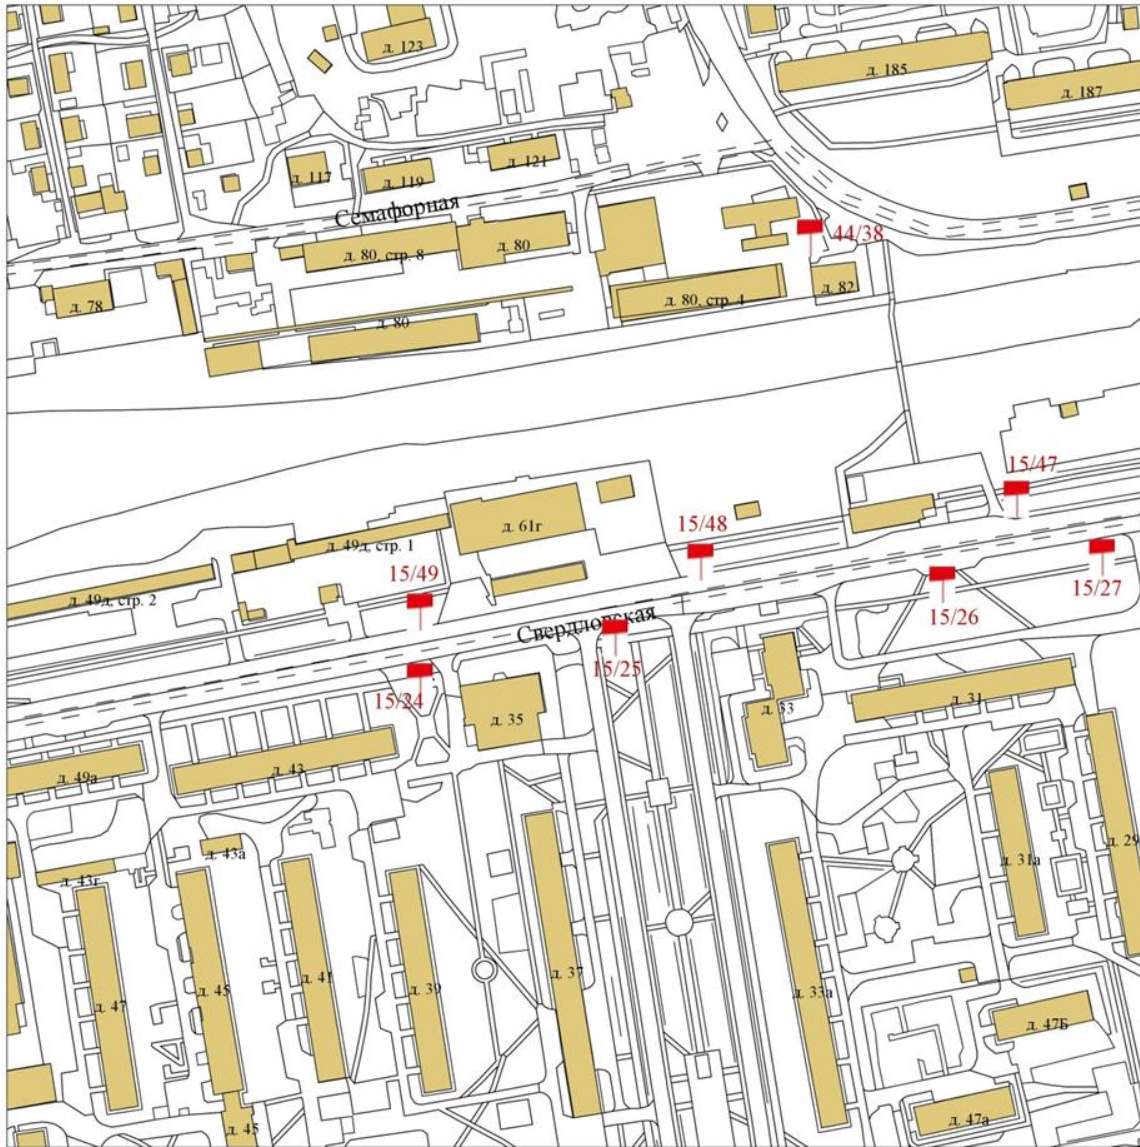 д. 123
д. 185
д. 187
д. 121
д. 117
д. 119
Семафорная
44/38
д. 80
д. 80, стр. 8
д. 82
д. 78
д. 80, стр. 4
д. 80
15/47
15/48
д. 61г
д. 49д, стр. 1
15/49
15/27
д. 49д, стр. 2
15/26
Свердловская
15/25
15/24
д. 31
д. 33
д. 35
д. 43
д. 49а
д. 29
д. 43а
д. 31а
д. 43г
д. 37
д. 41
д. 39
д. 45
д. 33а
д. 47
д. 47Б
д. 47а
д. 45